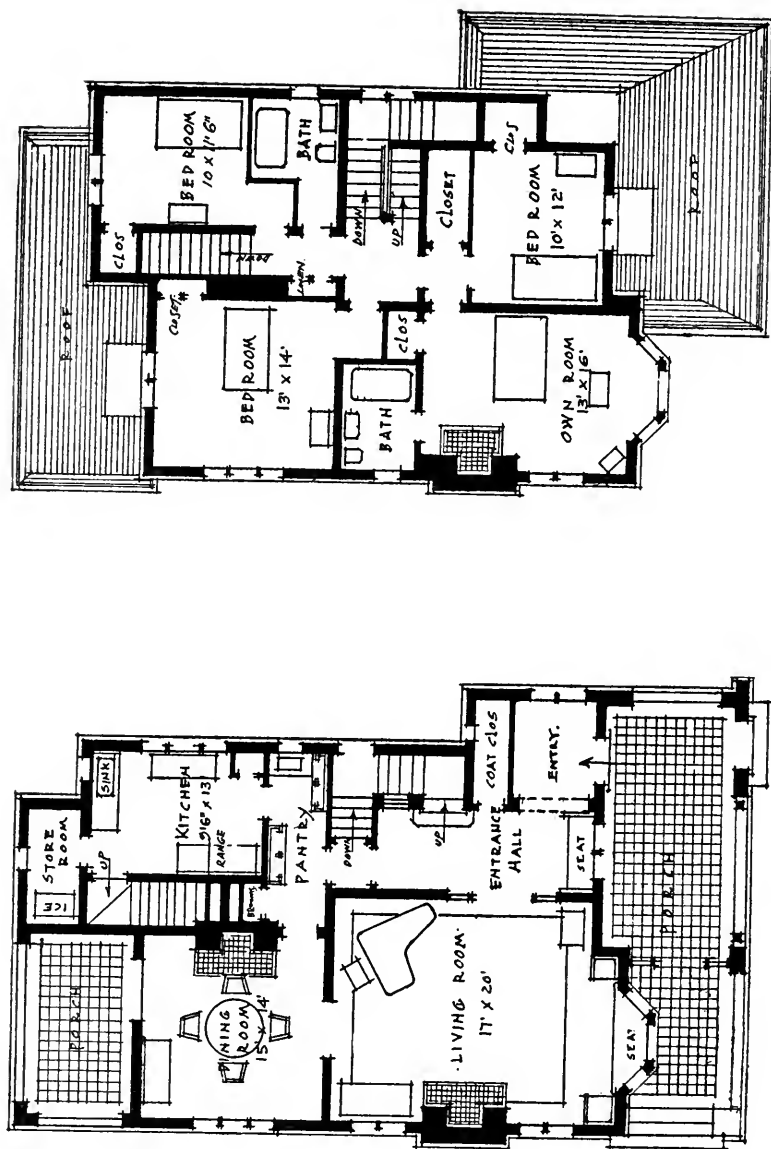 ROOF
CLOS
BED ROOM
10 X 11'6"
BATH
DOWN
CLOSET
BED ROOM
13' X 14'
LINEN
DOWN
UP
CLOSET
CLOS
CLOS
BATH
BED ROOM
10' X 12'
OWN ROOM
13' X 16'
ROOF
STORE
ROOM
ICE
SINK
UP
KITCHEN
9'6" X 13'
RANGE
PORCH
DINING
ROOM
15' X 14'
BROOMS
PANTRY
DOWN
UP
COAT CLOS
ENTRY.
ENTRANCE
HALL
SEAT
.LIVING ROOM.
17' X 20'
SEAT
PORCH